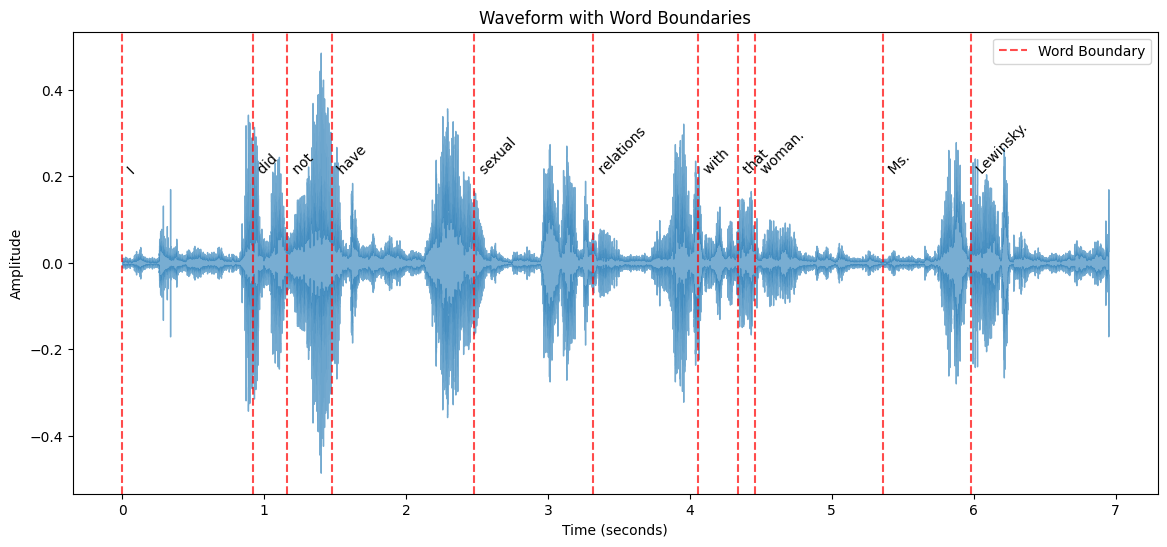 Waveform with Word Boundaries
Word Boundary
0.4
0.2
0.0
−0.2
−0.4
Amplitude
I
did
not
have
sexual
relations
with
that
woman.
Ms.
Lewinsky.
0
1
2
3
4
5
6
7
Time (seconds)